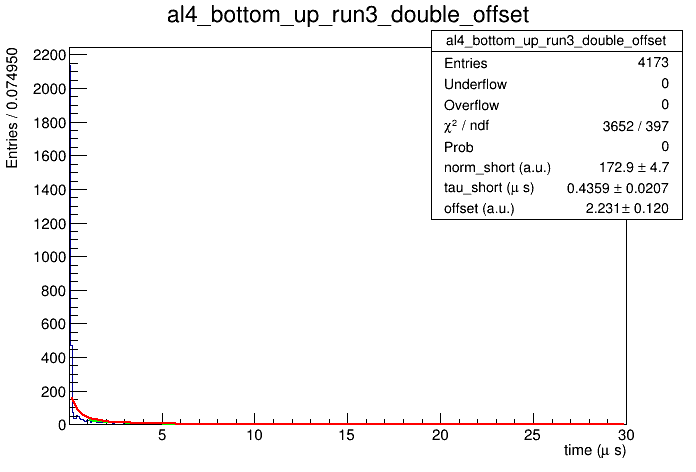 al4_bottom_up_run3_double_offset
al4_bottom_up_run3_double_offset
Entries 4173
Underflow 0
Overflow 0
χ² / ndf 3652 / 397
Prob 0
norm_short (a.u.) 172.9 ± 4.7
tau_short (μ s) 0.4359 ± 0.0207
offset (a.u.) 2.231± 0.120
Entries / 0.074950
2200
2000
1800
1600
1400
1200
1000
800
600
400
200
0
5 10 15 20 25 30
time (μ s)